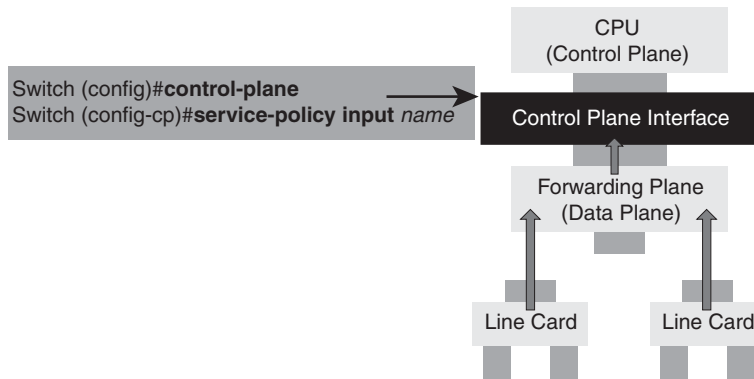 CPU
(Control Plane)
Switch (config)#control-plane
Switch (config-cp)#service-policy input name
Control Plane Interface
Forwarding Plane
(Data Plane)
Line Card
Line Card